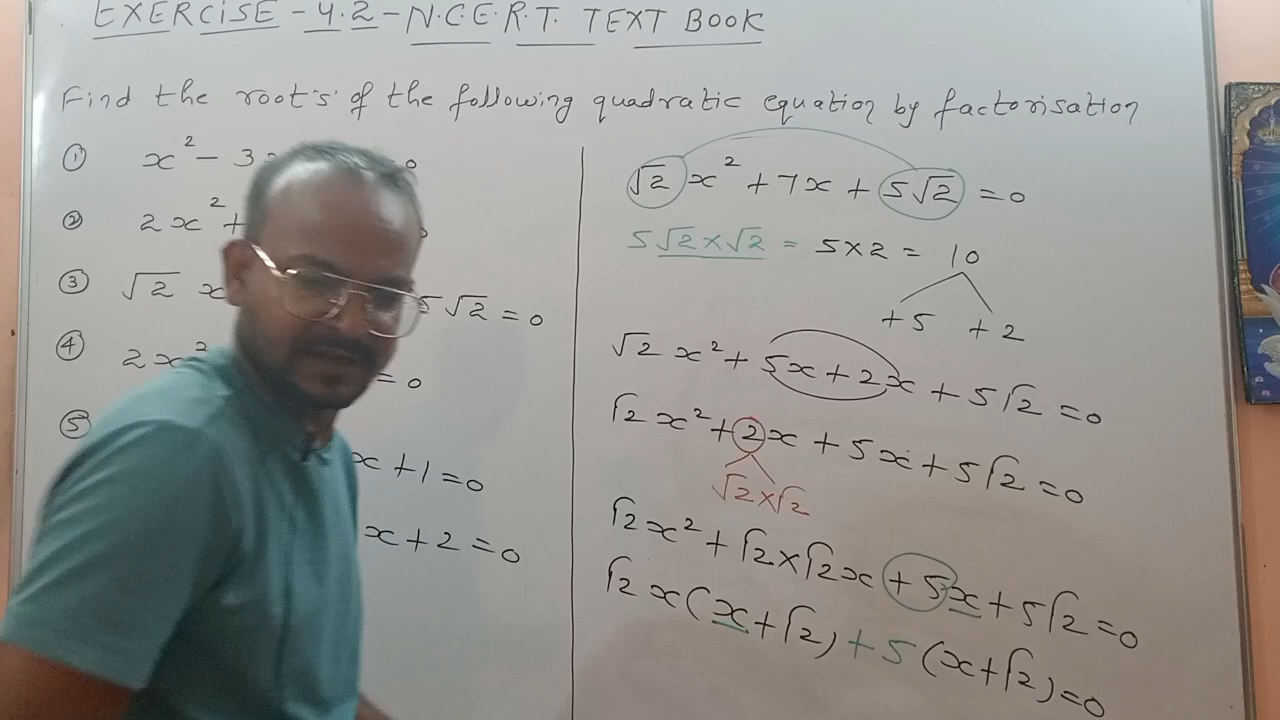 EXERCISE - 4.2 - N.C.E.R.T. TEXT BOOK
Find the root's of the following quadratic equation by factorisation
① x² - 3
② 2x² +
③ √2 x 5√2 = 0
④ 2x² = 0
⑤
x + 1 = 0
x + 2 = 0
√2 x² + 7x + 5√2 = 0
5√2 × √2 = 5 × 2 = 10
+5 +2
√2 x² + 5x + 2x + 5√2 = 0
√2 x² + 2x + 5x + 5√2 = 0
√2 × √2
√2 x² + √2 × √2 x + 5x + 5√2 = 0
√2 x (x + √2) + 5 (x + √2) = 0